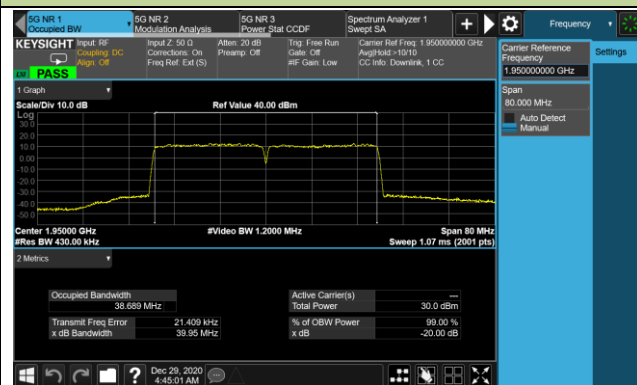 5G NR 1
Occupied BW
5G NR 2
Modulation Analysis
5G NR 3
Power Stat CCDF
Spectrum Analyzer 1
Swept SA
Frequency
KEYSIGHT
Input: RF
Coupling: DC
Align: Off
Input Z: 50 Ω
Corrections: On
Freq Ref: Ext (S)
Atten: 20 dB
Preamp: Off
Trig: Free Run
Gate: Off
#IF Gain: Low
Carrier Ref Freq: 1.950000000 GHz
Avg|Hold:>10/10
CC Info: Downlink, 1 CC
LXI PASS
Carrier Reference
Frequency
1.950000000 GHz
Settings
Span
80.000 MHz
Auto Detect
Manual
1 Graph
Scale/Div 10.0 dB
Ref Value 40.00 dBm
Log
30.0
20.0
10.0
0.00
-10.0
-20.0
-30.0
-40.0
-50.0
Center 1.95000 GHz
#Video BW 1.2000 MHz
Span 80 MHz
#Res BW 430.00 kHz
Sweep 1.07 ms (2001 pts)
2 Metrics
Occupied Bandwidth
38.689 MHz
Active Carrier(s)
---
Total Power
30.0 dBm
Transmit Freq Error
21.409 kHz
% of OBW Power
99.00 %
x dB Bandwidth
39.95 MHz
x dB
-20.00 dB
?
Dec 29, 2020
4:45:01 AM